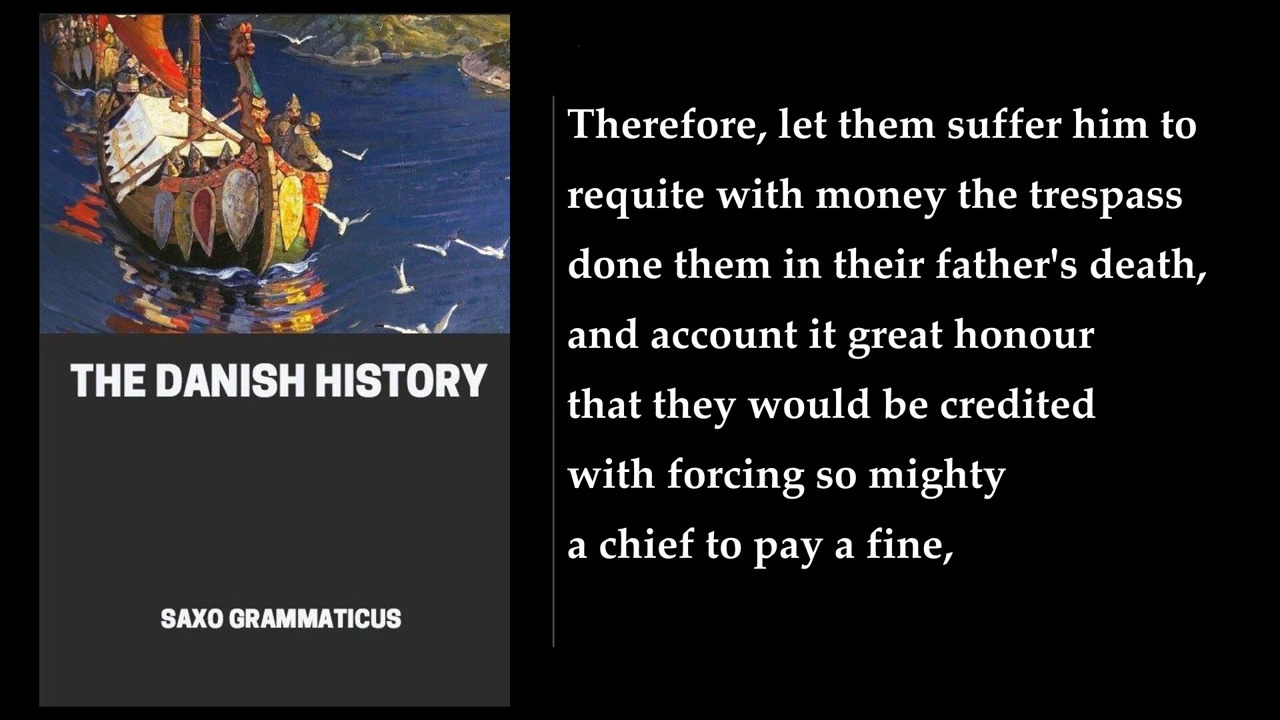 THE DANISH HISTORY
SAXO GRAMMATICUS
Therefore, let them suffer him to
requite with money the trespass
done them in their father's death,
and account it great honour
that they would be credited
with forcing so mighty
a chief to pay a fine,